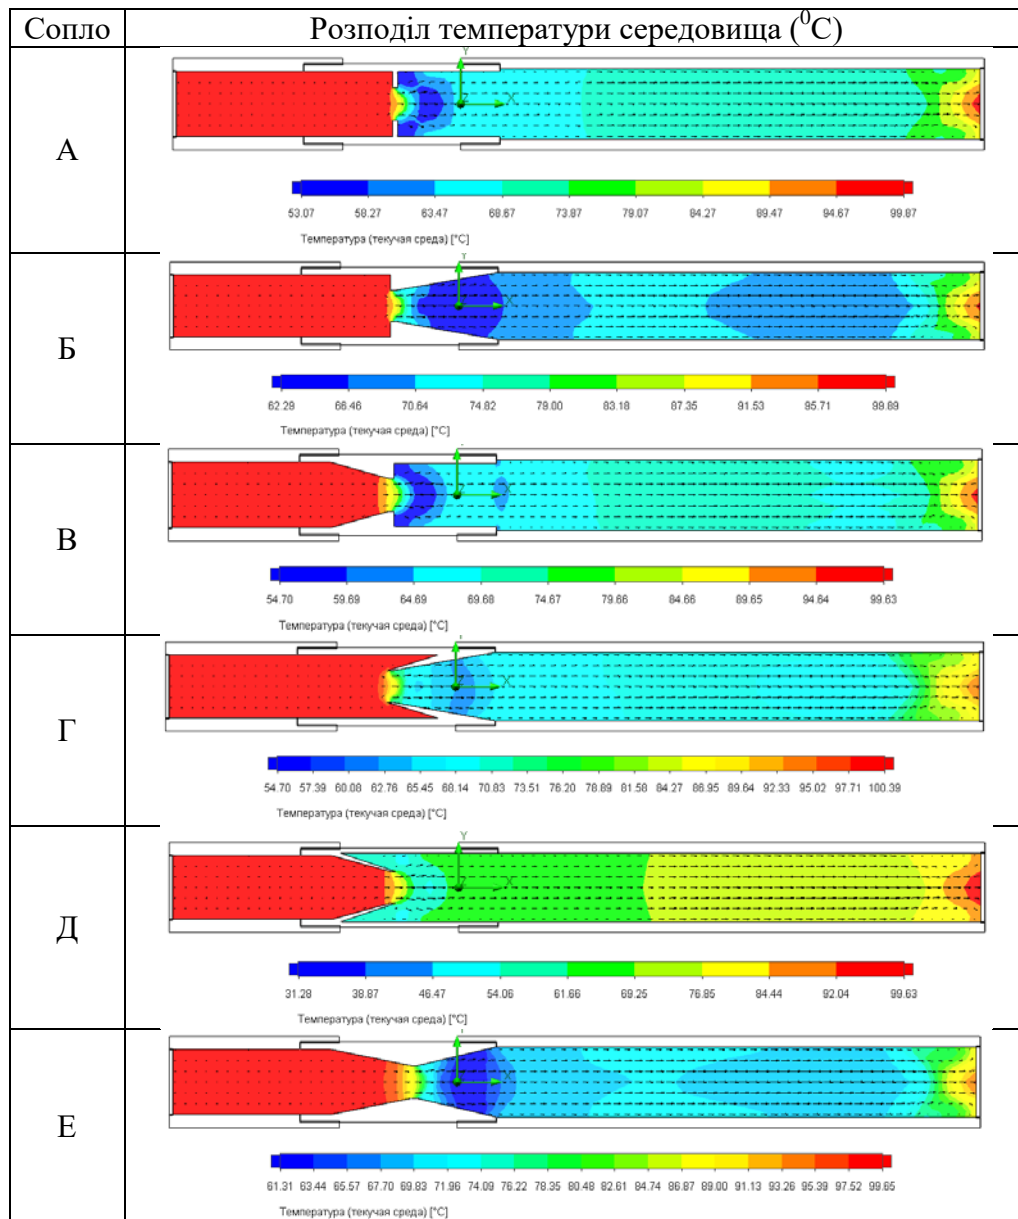 Сопло Розподіл температури середовища (⁰С)
А
Y
X
Z
53.07 58.27 63.47 68.67 73.87 79.07 84.27 89.47 94.67 99.87
Температура (текучая среда) [°C]
Б
X
62.28 66.46 70.64 74.82 79.00 83.18 87.35 91.53 95.71 99.89
Температура (текучая среда) [°C]
В
X
Z
54.70 59.69 64.69 69.68 74.67 79.66 84.66 89.65 94.64 99.63
Температура (текучая среда) [°C]
Г
X
Z
54.70 57.39 60.08 62.76 65.45 68.14 70.83 73.51 76.20 78.89 81.58 84.27 86.95 89.64 92.33 95.02 97.71 100.39
Температура (текучая среда) [°C]
Д
Y
X
31.28 38.87 46.47 54.06 61.66 69.25 76.85 84.44 92.04 99.63
Температура (текучая среда) [°C]
Е
X
61.31 63.44 65.57 67.70 69.83 71.96 74.09 76.22 78.35 80.48 82.61 84.74 86.87 89.00 91.13 93.26 95.39 97.52 99.65
Температура (текучая среда) [°C]